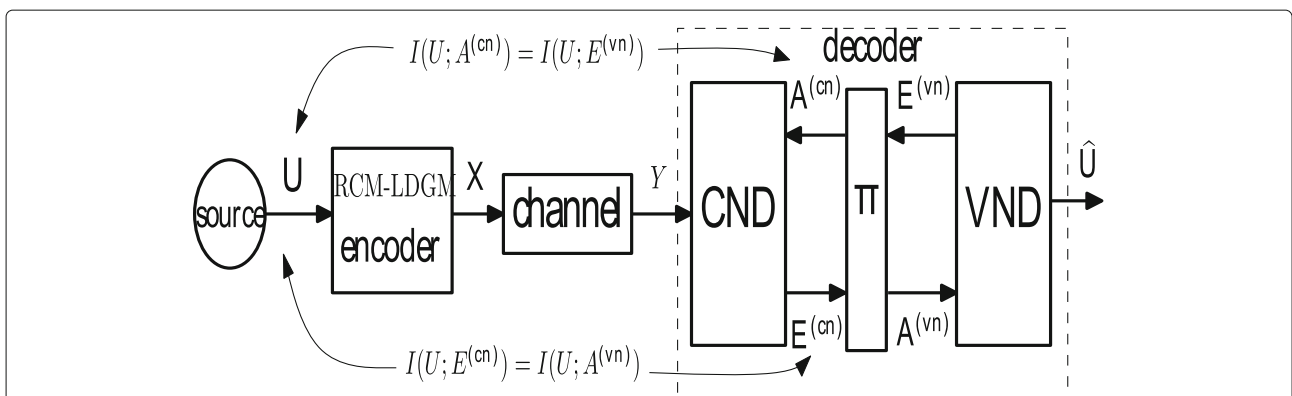 I(U; A^(cn)) = I(U; E^(vn))
decoder
A^(cn)
E^(vn)
source
U
RCM-LDGM
encoder
X
channel
Y
CND
π
VND
Û
E^(cn)
A^(vn)
I(U; E^(cn)) = I(U; A^(vn))